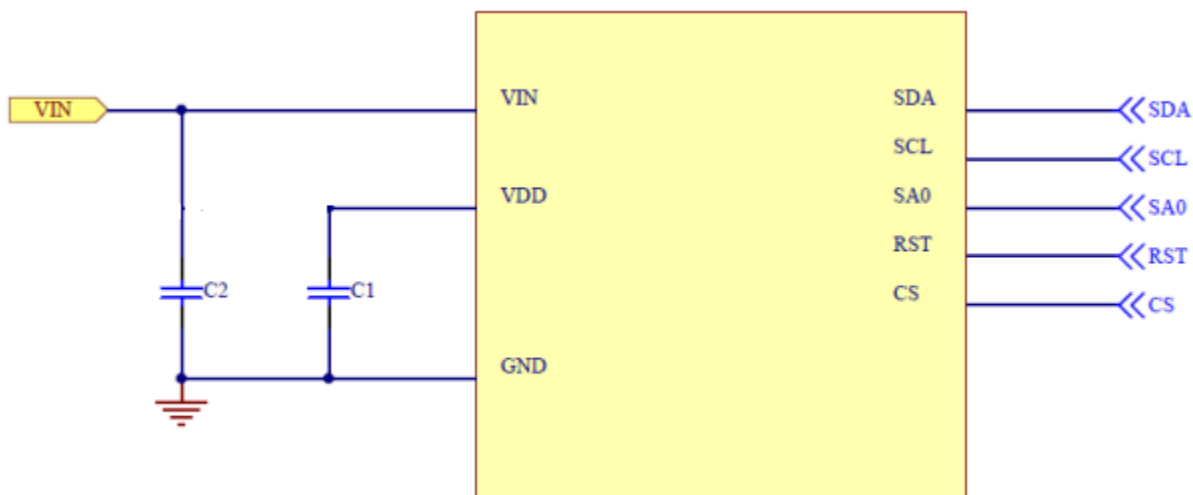 VIN
VIN
SDA
SDA
SCL
SCL
VDD
SA0
SA0
RST
RST
C2
C1
CS
CS
GND